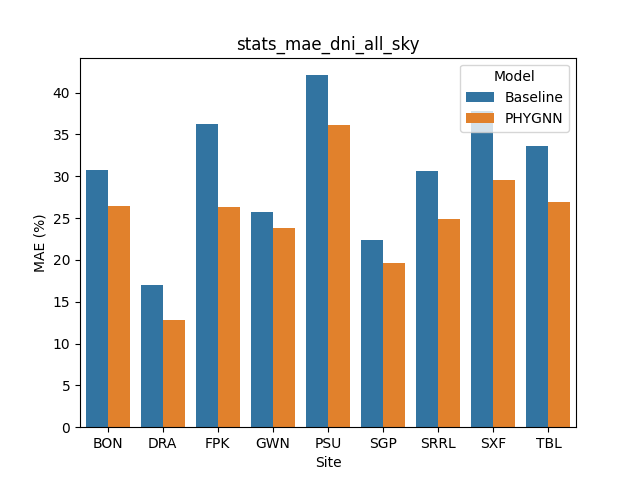 stats_mae_dni_all_sky
Model
Baseline
PHYGNN
MAE (%)
40
35
30
25
20
15
10
5
0
BON DRA FPK GWN PSU SGP SRRL SXF TBL
Site